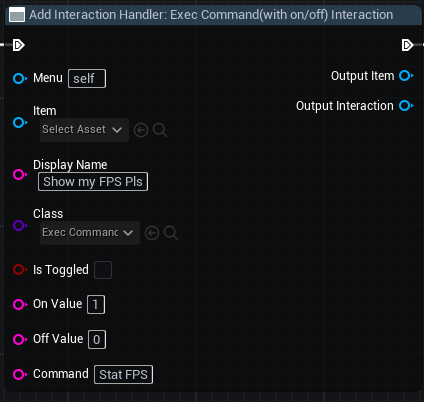 Add Interaction Handler: Exec Command(with on/off) Interaction
Menu self
Output Item
Output Interaction
Item
Select Asset
Display Name
Show my FPS Pls
Class
Exec Command
Is Toggled
On Value 1
Off Value 0
Command Stat FPS